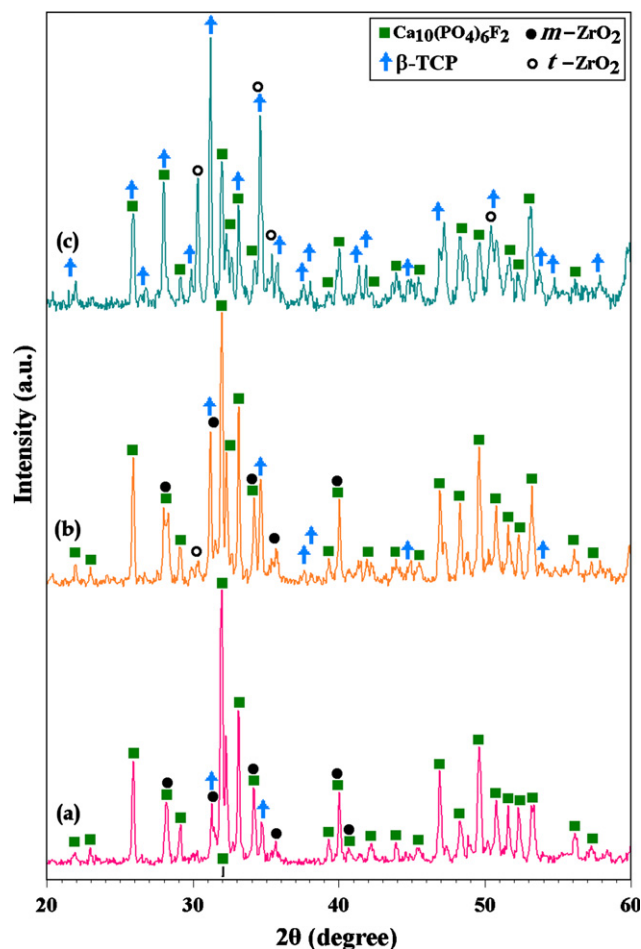 Ca10(PO4)6F2
m-ZrO2
β-TCP
t-ZrO2
(c)
(b)
(a)
Intensity (a.u.)
20
30
40
50
60
2θ (degree)